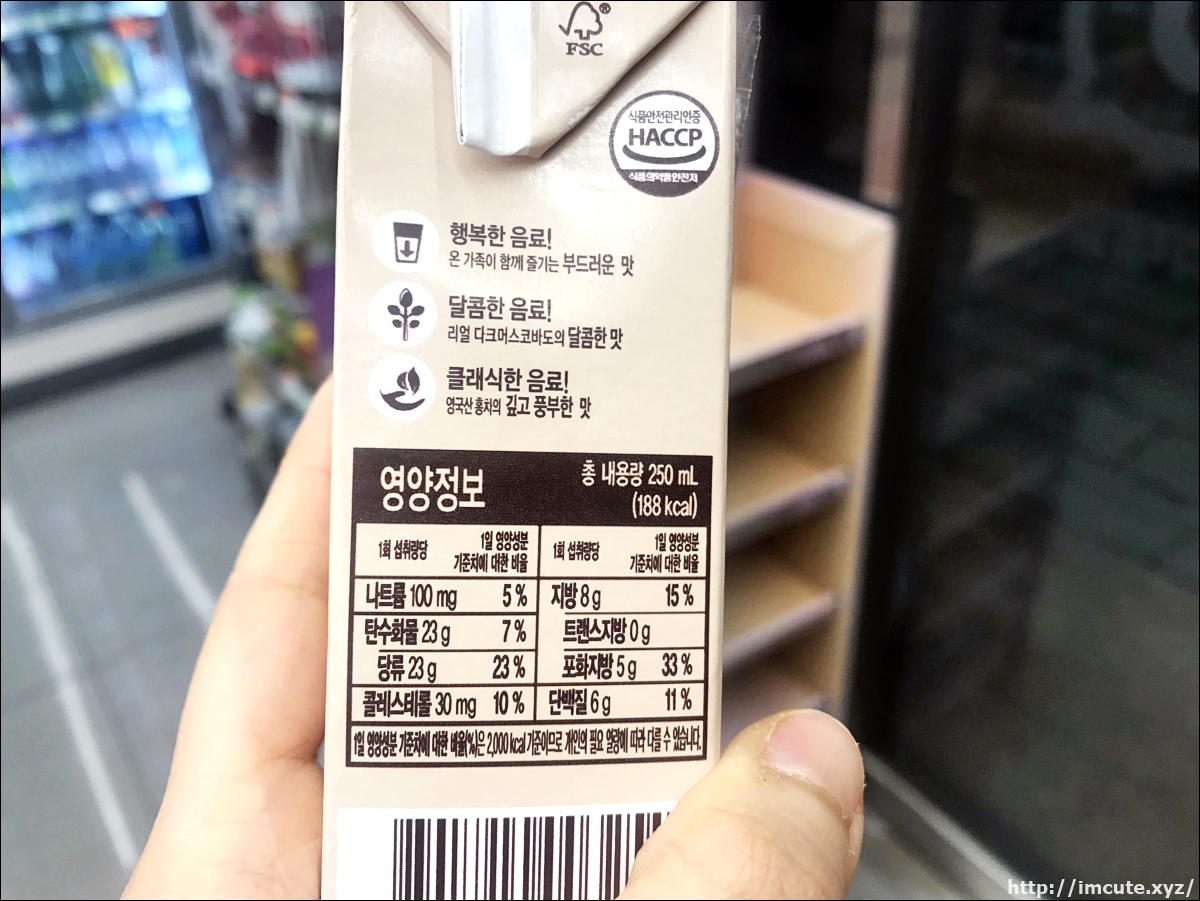 FSC®
식품안전관리인증
HACCP
식품의약품안전처
행복한 음료!
온 가족이 함께 즐기는 부드러운 맛
달콤한 음료!
리얼 다크머스코바도의 달콤한 맛
클래식한 음료!
영국산 홍차의 깊고 풍부한 맛
영양정보
총 내용량 250 mL
(188 kcal)
1회 섭취량당 1일 영양성분 기준치에 대한 비율
1회 섭취량당 1일 영양성분 기준치에 대한 비율
나트륨 100 mg 5 % 지방 8 g 15 %
탄수화물 23 g 7 % 트랜스지방 0 g
당류 23 g 23 % 포화지방 5 g 33 %
콜레스테롤 30 mg 10 % 단백질 6 g 11 %
1일 영양성분 기준치에 대한 비율(%)은 2,000 kcal 기준이므로 개인의 필요 열량에 따라 다를 수 있습니다.
http://imcute.xyz/